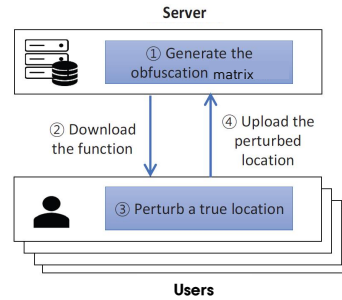 Server
① Generate the
obfuscation matrix
② Download
the function
④ Upload the
perturbed
location
③ Perturb a true location
Users